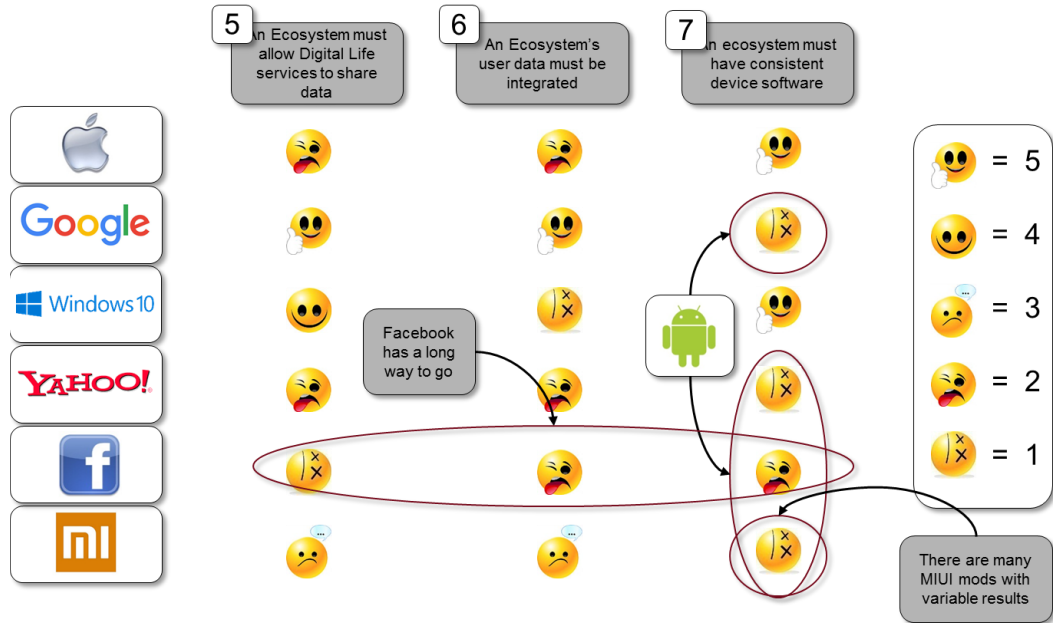 5
An Ecosystem must
allow Digital Life
services to share
data
6
An Ecosystem's
user data must be
integrated
7
An ecosystem must
have consistent
device software
Google
Windows 10
YAHOO!
f
mi
Facebook
has a long
way to go
...
...
There are many
MIUI mods with
variable results
= 5
= 4
...
= 3
= 2
= 1